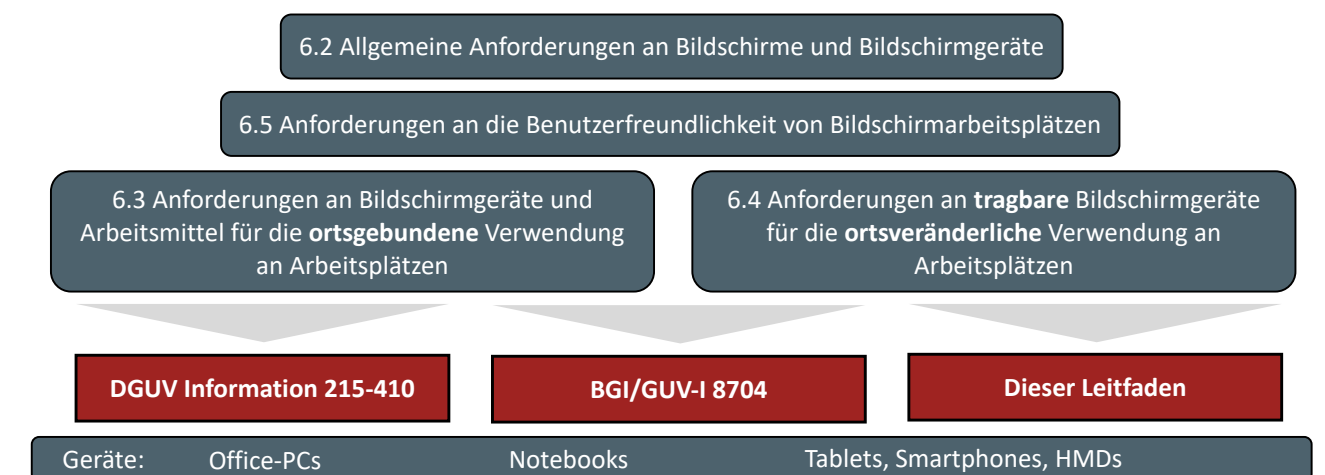 6.2 Allgemeine Anforderungen an Bildschirme und Bildschirmgeräte
6.5 Anforderungen an die Benutzerfreundlichkeit von Bildschirmarbeitsplätzen
6.3 Anforderungen an Bildschirmgeräte und
Arbeitsmittel für die ortsgebundene Verwendung
an Arbeitsplätzen
6.4 Anforderungen an tragbare Bildschirmgeräte
für die ortsveränderliche Verwendung an
Arbeitsplätzen
DGUV Information 215-410
BGI/GUV-I 8704
Dieser Leitfaden
Geräte: Office-PCs Notebooks Tablets, Smartphones, HMDs